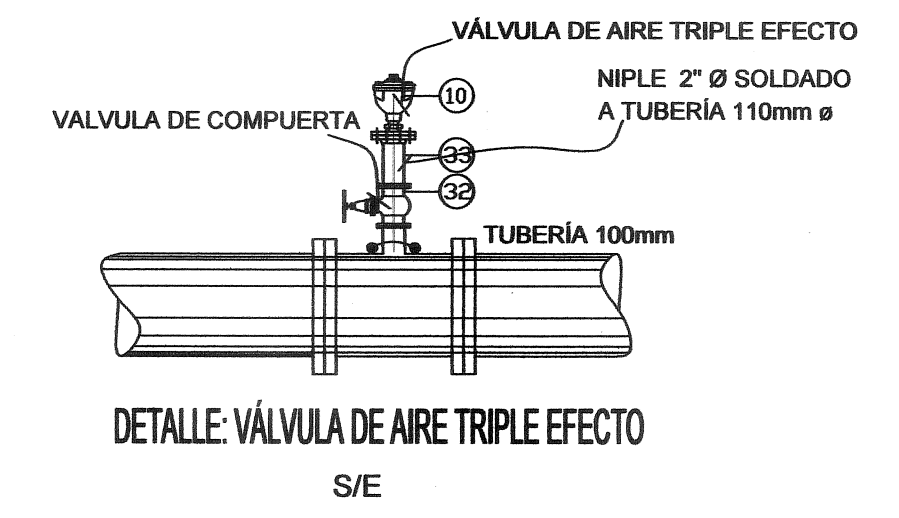 VÁLVULA DE AIRE TRIPLE EFECTO
NIPLE 2" Ø SOLDADO
A TUBERÍA 110mm ø
10
VALVULA DE COMPUERTA
33
32
TUBERÍA 100mm
DETALLE: VÁLVULA DE AIRE TRIPLE EFECTO
S/E